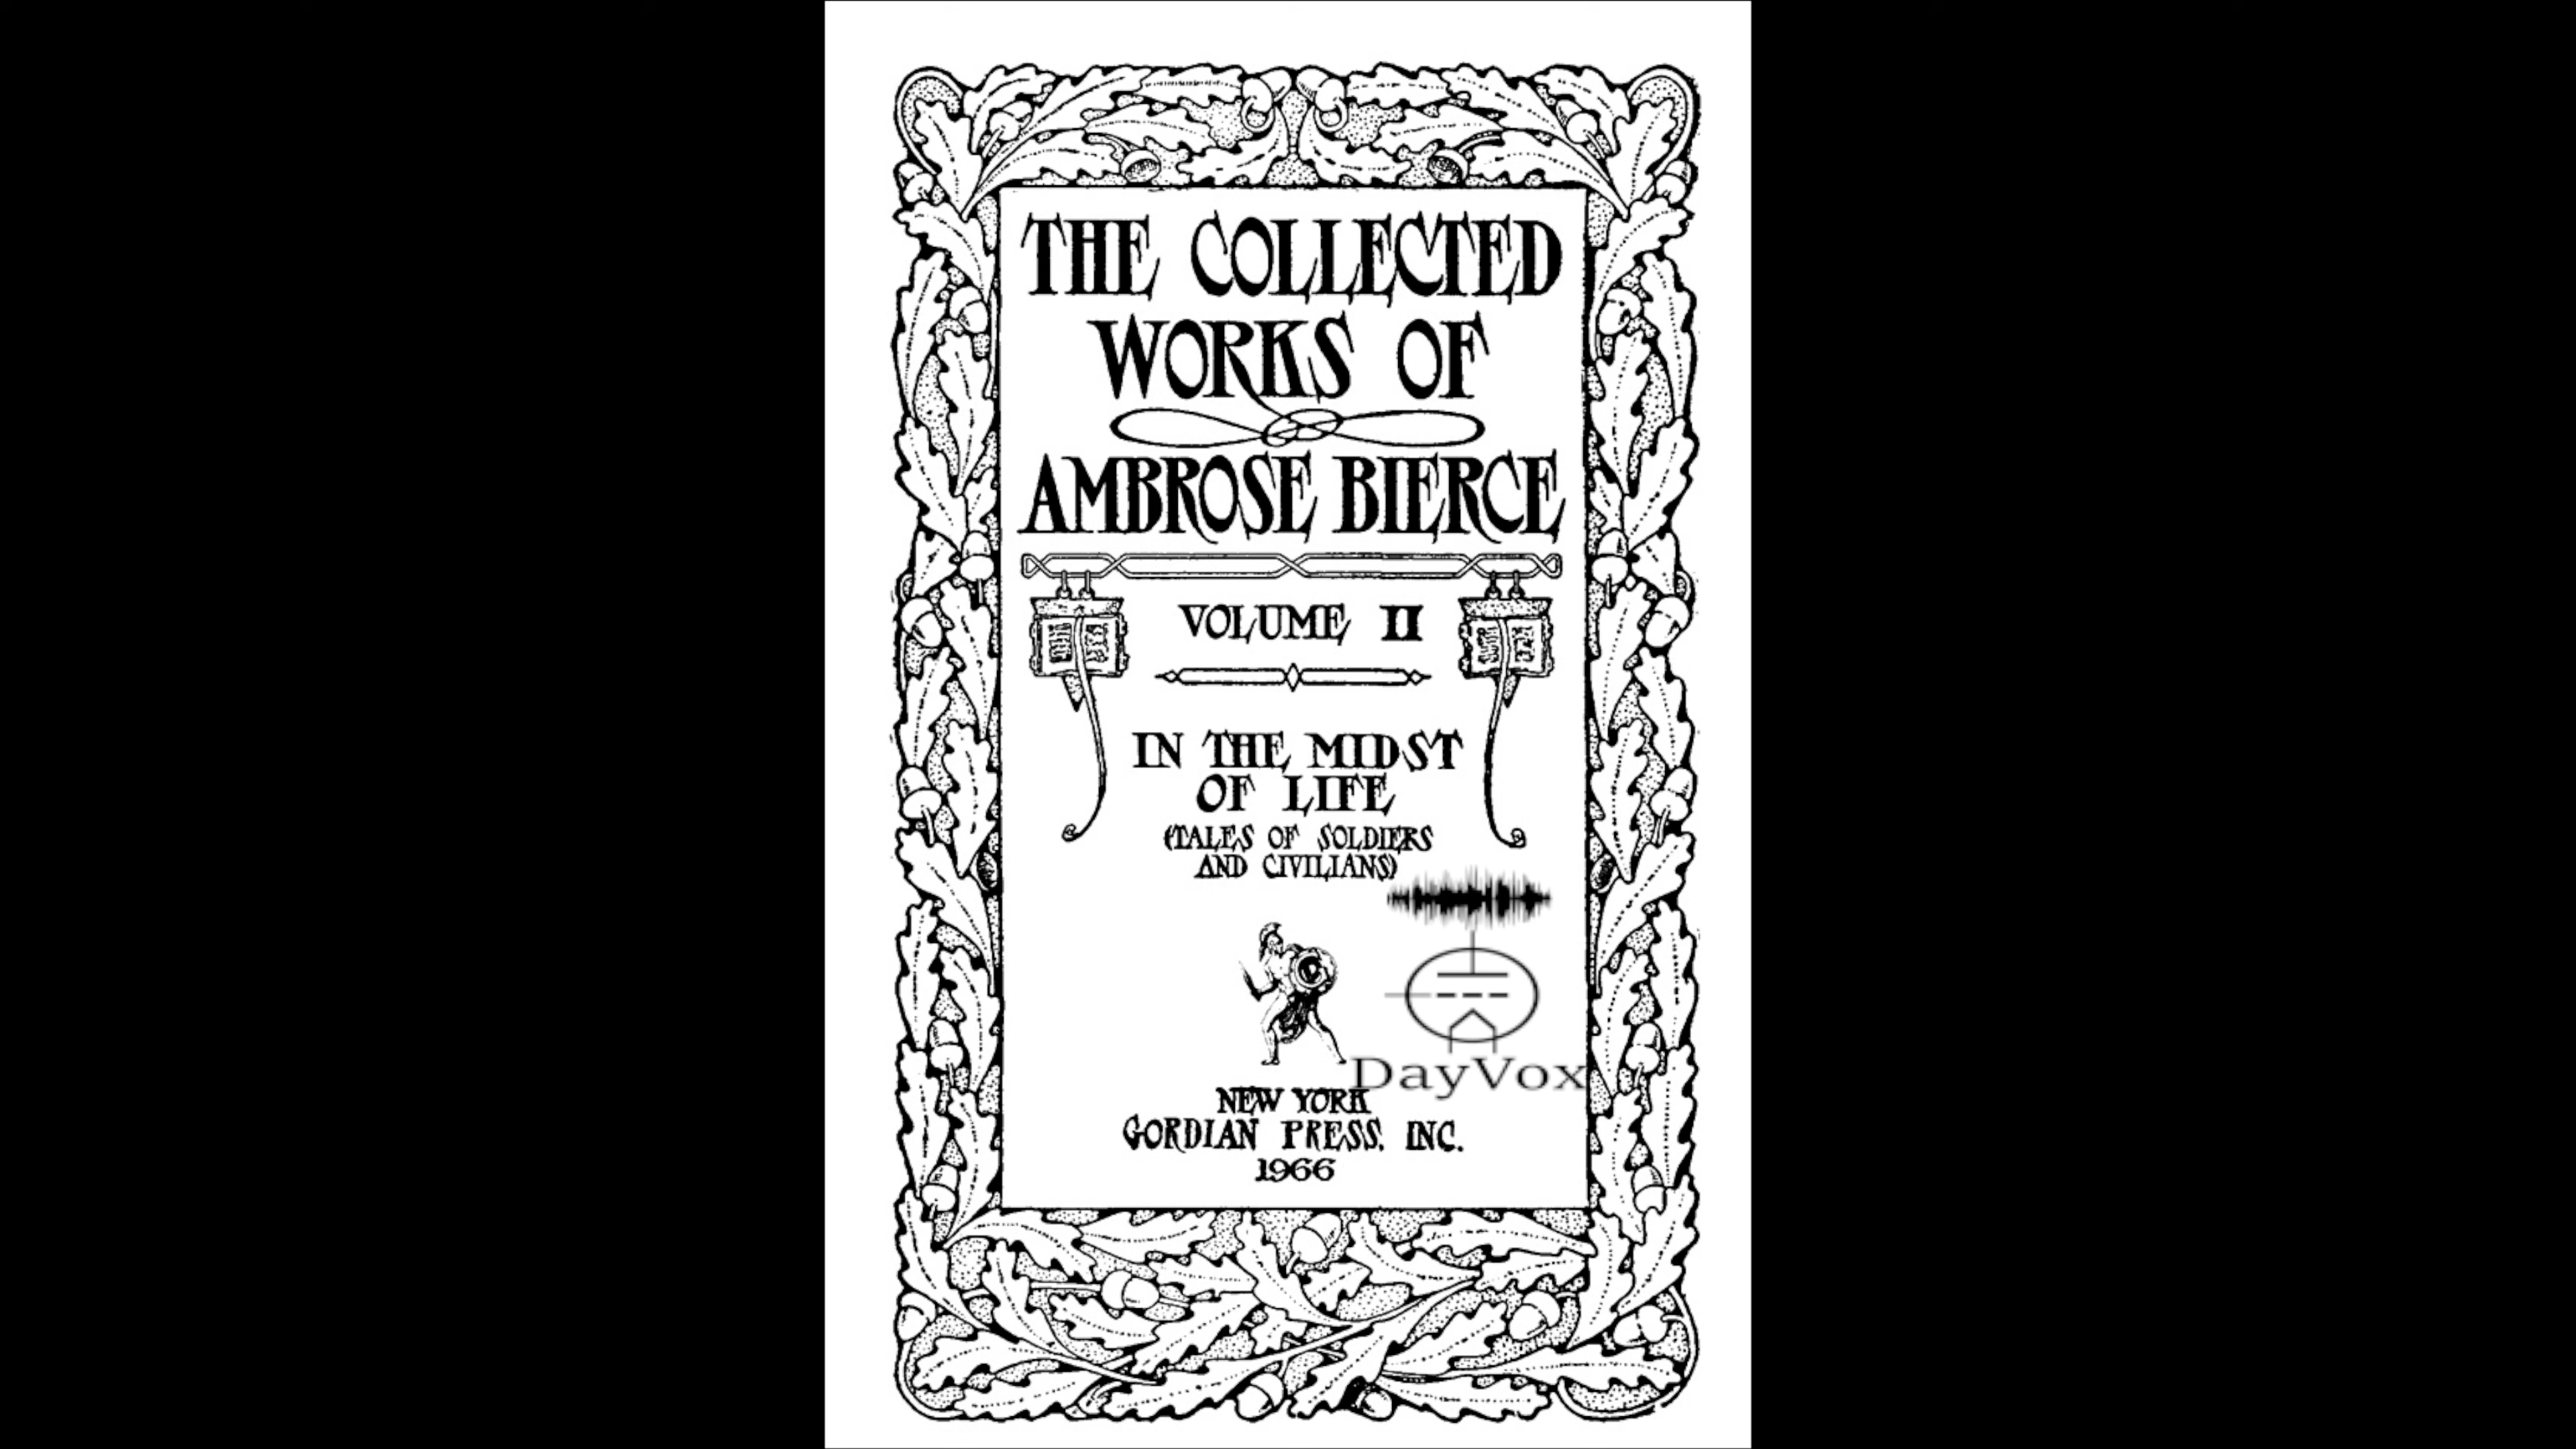 THE COLLECTED
WORKS OF
AMBROSE BIERCE
VOLUME II
IN THE MIDST
OF LIFE
(TALES OF SOLDIERS
AND CIVILIANS)
DayVox
NEW YORK
GORDIAN PRESS, INC.
1966